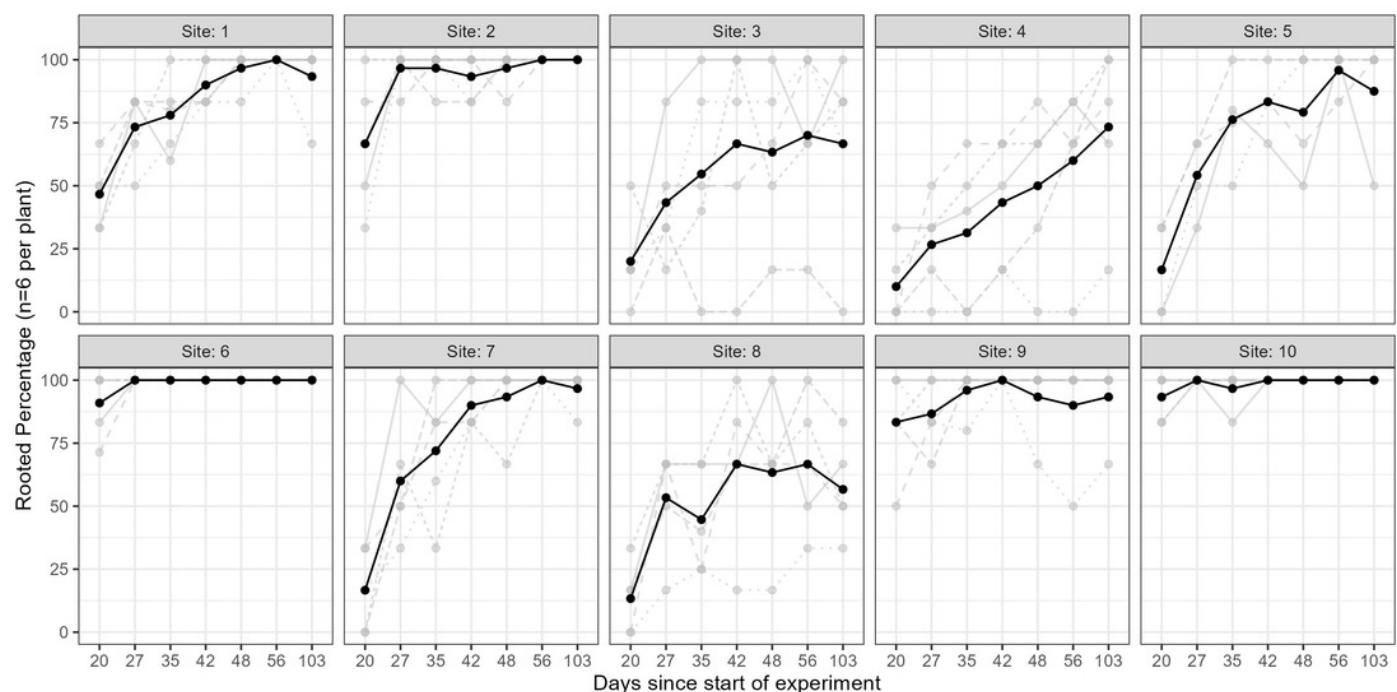 Site: 1 Site: 2 Site: 3 Site: 4 Site: 5
100
75
50
25
0
Rooted Percentage (n=6 per plant)
Site: 6 Site: 7 Site: 8 Site: 9 Site: 10
100
75
50
25
0
20 27 35 42 48 56 103 20 27 35 42 48 56 103 20 27 35 42 48 56 103 20 27 35 42 48 56 103 20 27 35 42 48 56 103
Days since start of experiment